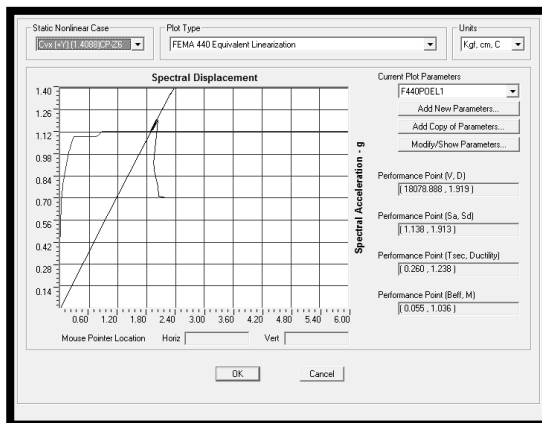 Static Nonlinear Case
Plot Type
Units
Cvx (+Y) (1.4088)CP-Z6
FEMA 440 Equivalent Linearization
Kgf, cm, C
Spectral Displacement
Current Plot Parameters
F440POEL1
Add New Parameters...
Add Copy of Parameters...
Modify/Show Parameters...
1.40
1.26
1.12
0.98
0.84
0.70
0.56
0.42
0.28
0.14
Spectral Acceleration - g
Performance Point (V, D)
( 18078.888 , 1.919 )
Performance Point (Sa, Sd)
( 1.138 , 1.913 )
Performance Point (Tsec, Ductility)
( 0.260 , 1.238 )
Performance Point (Beff, M)
( 0.055 , 1.036 )
0.60 1.20 1.80 2.40 3.00 3.60 4.20 4.80 5.40 6.00
Mouse Pointer Location Horiz Vert
OK Cancel